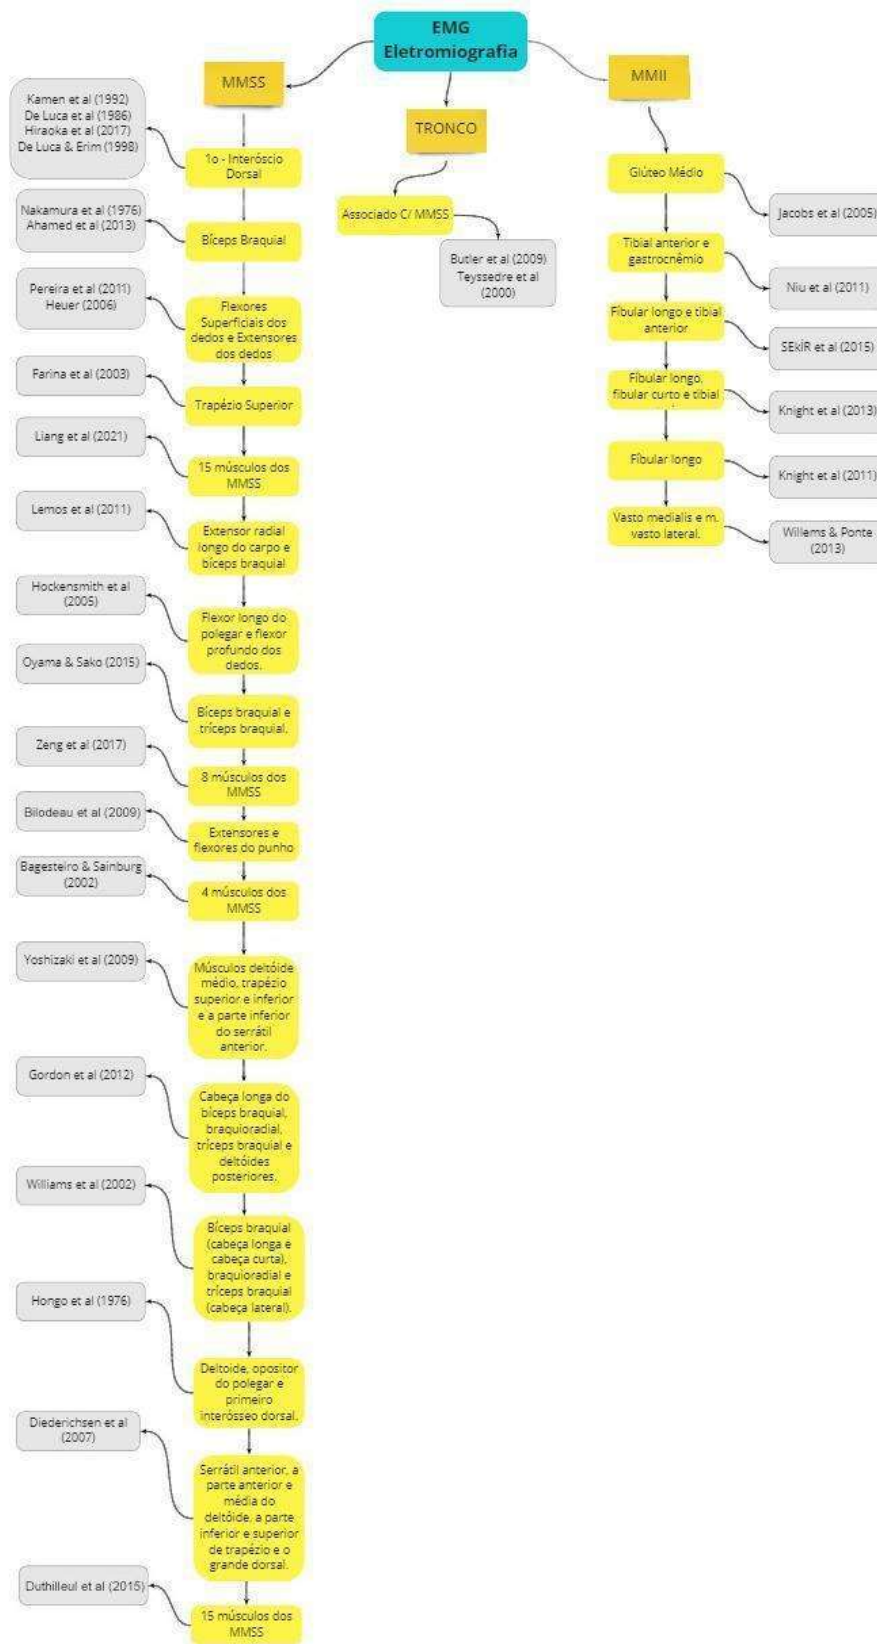 EMG
Eletromiografia
MMSS
Kamen et al (1992)
De Luca et al (1986)
Hiraoka et al (2017)
De Luca & Erim (1998)
1o - Interóscio
Dorsal
Nakamura et al (1976)
Ahamed et al (2013)
Bíceps Braquial
Pereira et al (2011)
Heuer (2006)
Flexores
Superficiais dos
dedos e Extensores
dos dedos
Farina et al (2003)
Trapézio Superior
Liang et al (2021)
15 músculos dos
MMSS
Lemos et al (2011)
Extensor radial
longo do carpo e
bíceps braquial
Hockensmith et al
(2005)
Flexor longo do
polegar e flexor
profundo dos
dedos.
Oyama & Sako (2015)
Bíceps braquial e
tríceps braquial.
Zeng et al (2017)
8 músculos dos
MMSS
Bilodeau et al (2009)
Extensores e
flexores do punho
Bagesteiro & Sainburg
(2002)
4 músculos dos
MMSS
Yoshizaki et al (2009)
Músculos deltóide
médio, trapézio
superior e inferior
e a parte inferior
do serrátil
anterior.
Gordon et al (2012)
Cabeça longa do
bíceps braquial,
braquioradial,
tríceps braquial e
deltóides
posteriores.
Williams et al (2002)
Bíceps braquial
(cabeça longa e
cabeça curta),
braquioradial e
tríceps braquial
(cabeça lateral).
Hongo et al (1976)
Deltoide, opositor
do polegar e
primeiro
interósseo dorsal.
Diederichsen et al
(2007)
Serrátil anterior, a
parte anterior e
média do
deltóide, a parte
inferior e superior
de trapézio e o
grande dorsal.
Duthilleul et al (2015)
15 músculos dos
MMSS
TRONCO
Associado C/ MMSS
Butler et al (2009)
Teyssedre et al
(2000)
MMII
Glúteo Médio
Jacobs et al (2005)
Tibial anterior e
gastrocnêmio
Niu et al (2011)
Fíbular longo e tibial
anterior
SEkIR et al (2015)
Fibular longo,
fibular curto e tibial
Knight et al (2013)
Fíbular longo
Knight et al (2011)
Vasto medialis e m.
vasto lateral.
Willems & Ponte
(2013)